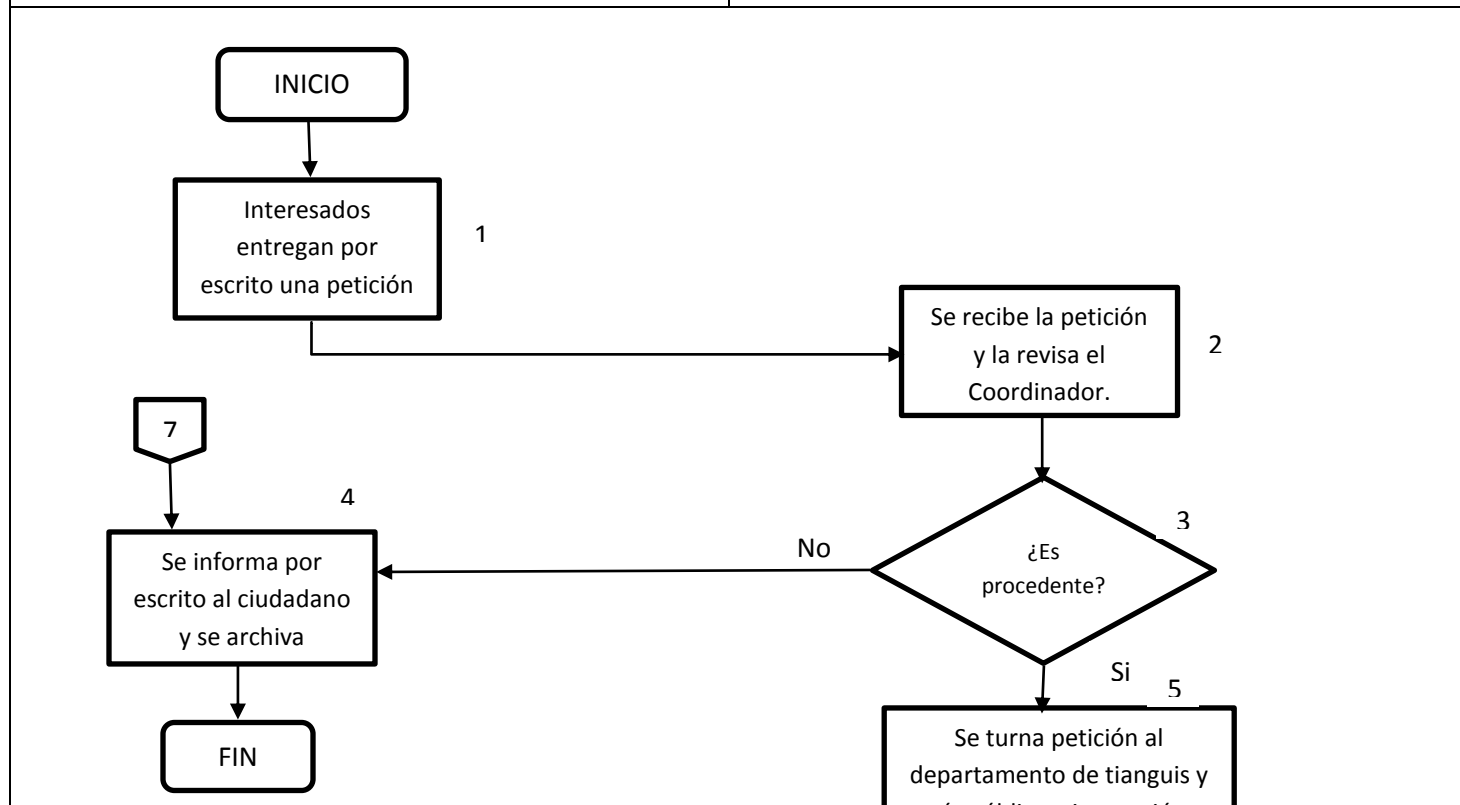 INICIO
Interesados
entregan por
escrito una petición
1
Se recibe la petición
y la revisa el
Coordinador.
2
7
4
Se informa por
escrito al ciudadano
y se archiva
No
3
¿Es
procedente?
Si
5
FIN
Se turna petición al
departamento de tianguis y